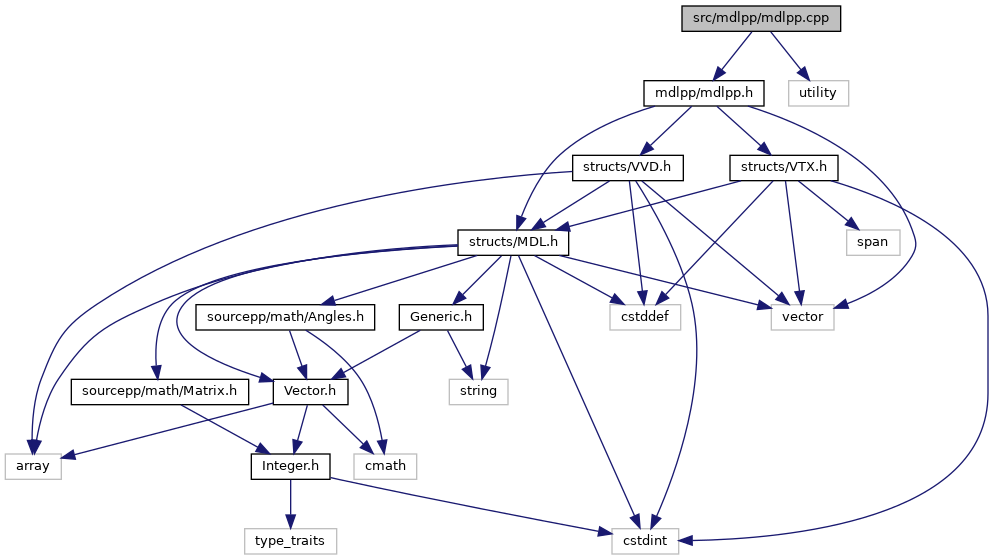 src/mdlpp/mdlpp.cpp
mdlpp/mdlpp.h
utility
structs/VVD.h
structs/VTX.h
structs/MDL.h
span
sourcepp/math/Angles.h
Generic.h
cstddef
vector
sourcepp/math/Matrix.h
Vector.h
string
array
Integer.h
cmath
type_traits
cstdint